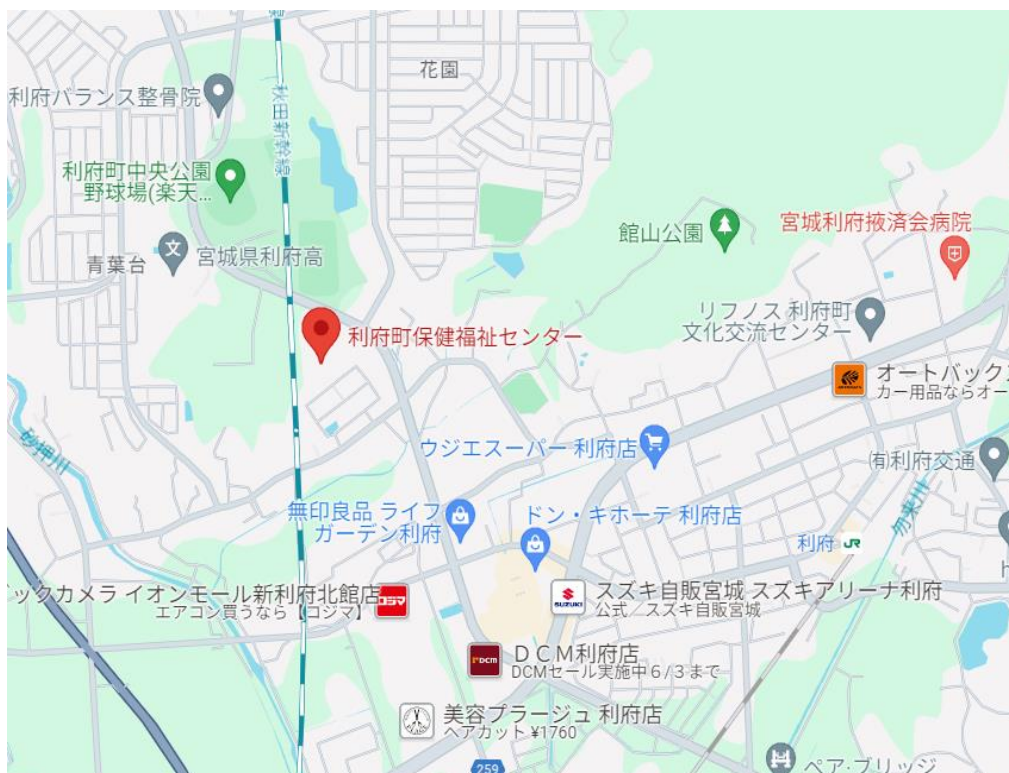 花園
利府バランス整骨院
秋田新幹線
利府町中央公園
野球場(楽天...
館山公園
宮城利府掖済会病院
青葉台
宮城県利府高
リフノス 利府町
文化交流センター
利府町保健福祉センター
オートバックス
カー用品ならオー
砂押川
ウジエスーパー 利府店
㈲利府交通
勿来川
無印良品 ライフ
ガーデン利府
ドン・キホーテ 利府店
利府 JR
ックカメラ イオンモール新利府北館店
エアコン買うなら【コジマ】
コジマ
スズキ自販宮城 スズキアリーナ利府
公式／スズキ自販宮城
SUZUKI
DCM
ＤＣＭ利府店
DCMセール実施中６/３まで
美容プラージュ 利府店
ヘアカット ¥1760
259
ペア・ブリッジ